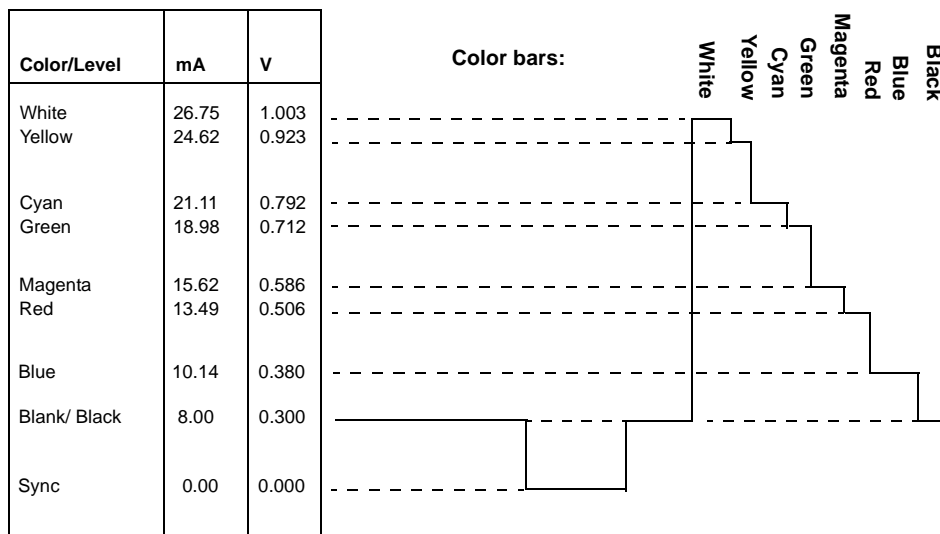 Color/Level mA V
White 26.75 1.003
Yellow 24.62 0.923
Cyan 21.11 0.792
Green 18.98 0.712
Magenta 15.62 0.586
Red 13.49 0.506
Blue 10.14 0.380
Blank/ Black 8.00 0.300
Sync 0.00 0.000
Color bars:
White
Yellow
Cyan
Green
Magenta
Red
Blue
Black